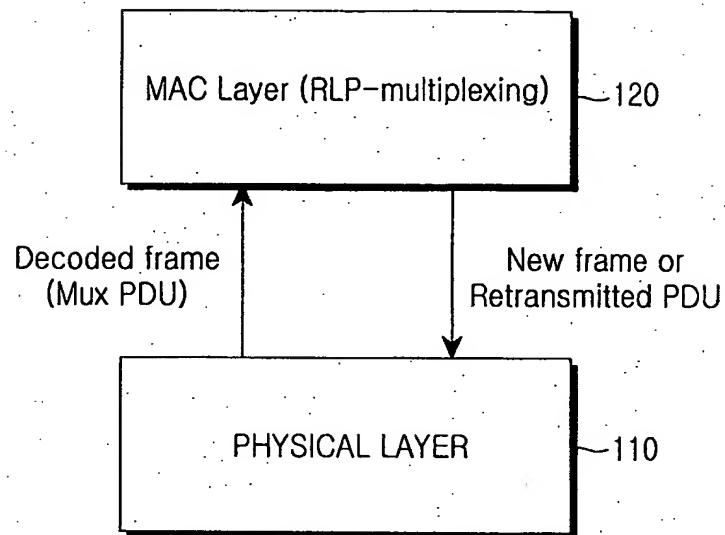 MAC Layer (RLP-multiplexing)
120
Decoded frame
(Mux PDU)
New frame or
Retransmitted PDU
PHYSICAL LAYER
110